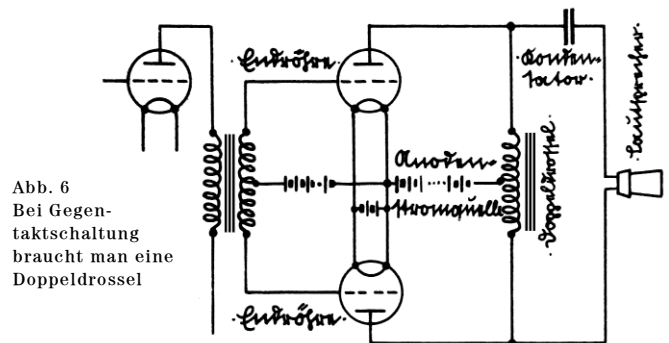 Endröhre.
Konden-
sator.
Lautsprecher.
Anoden-
stromquelle
Doppeldrossel.
Endröhre.
Abb. 6
Bei Gegen-
taktschaltung
braucht man eine
Doppeldrossel